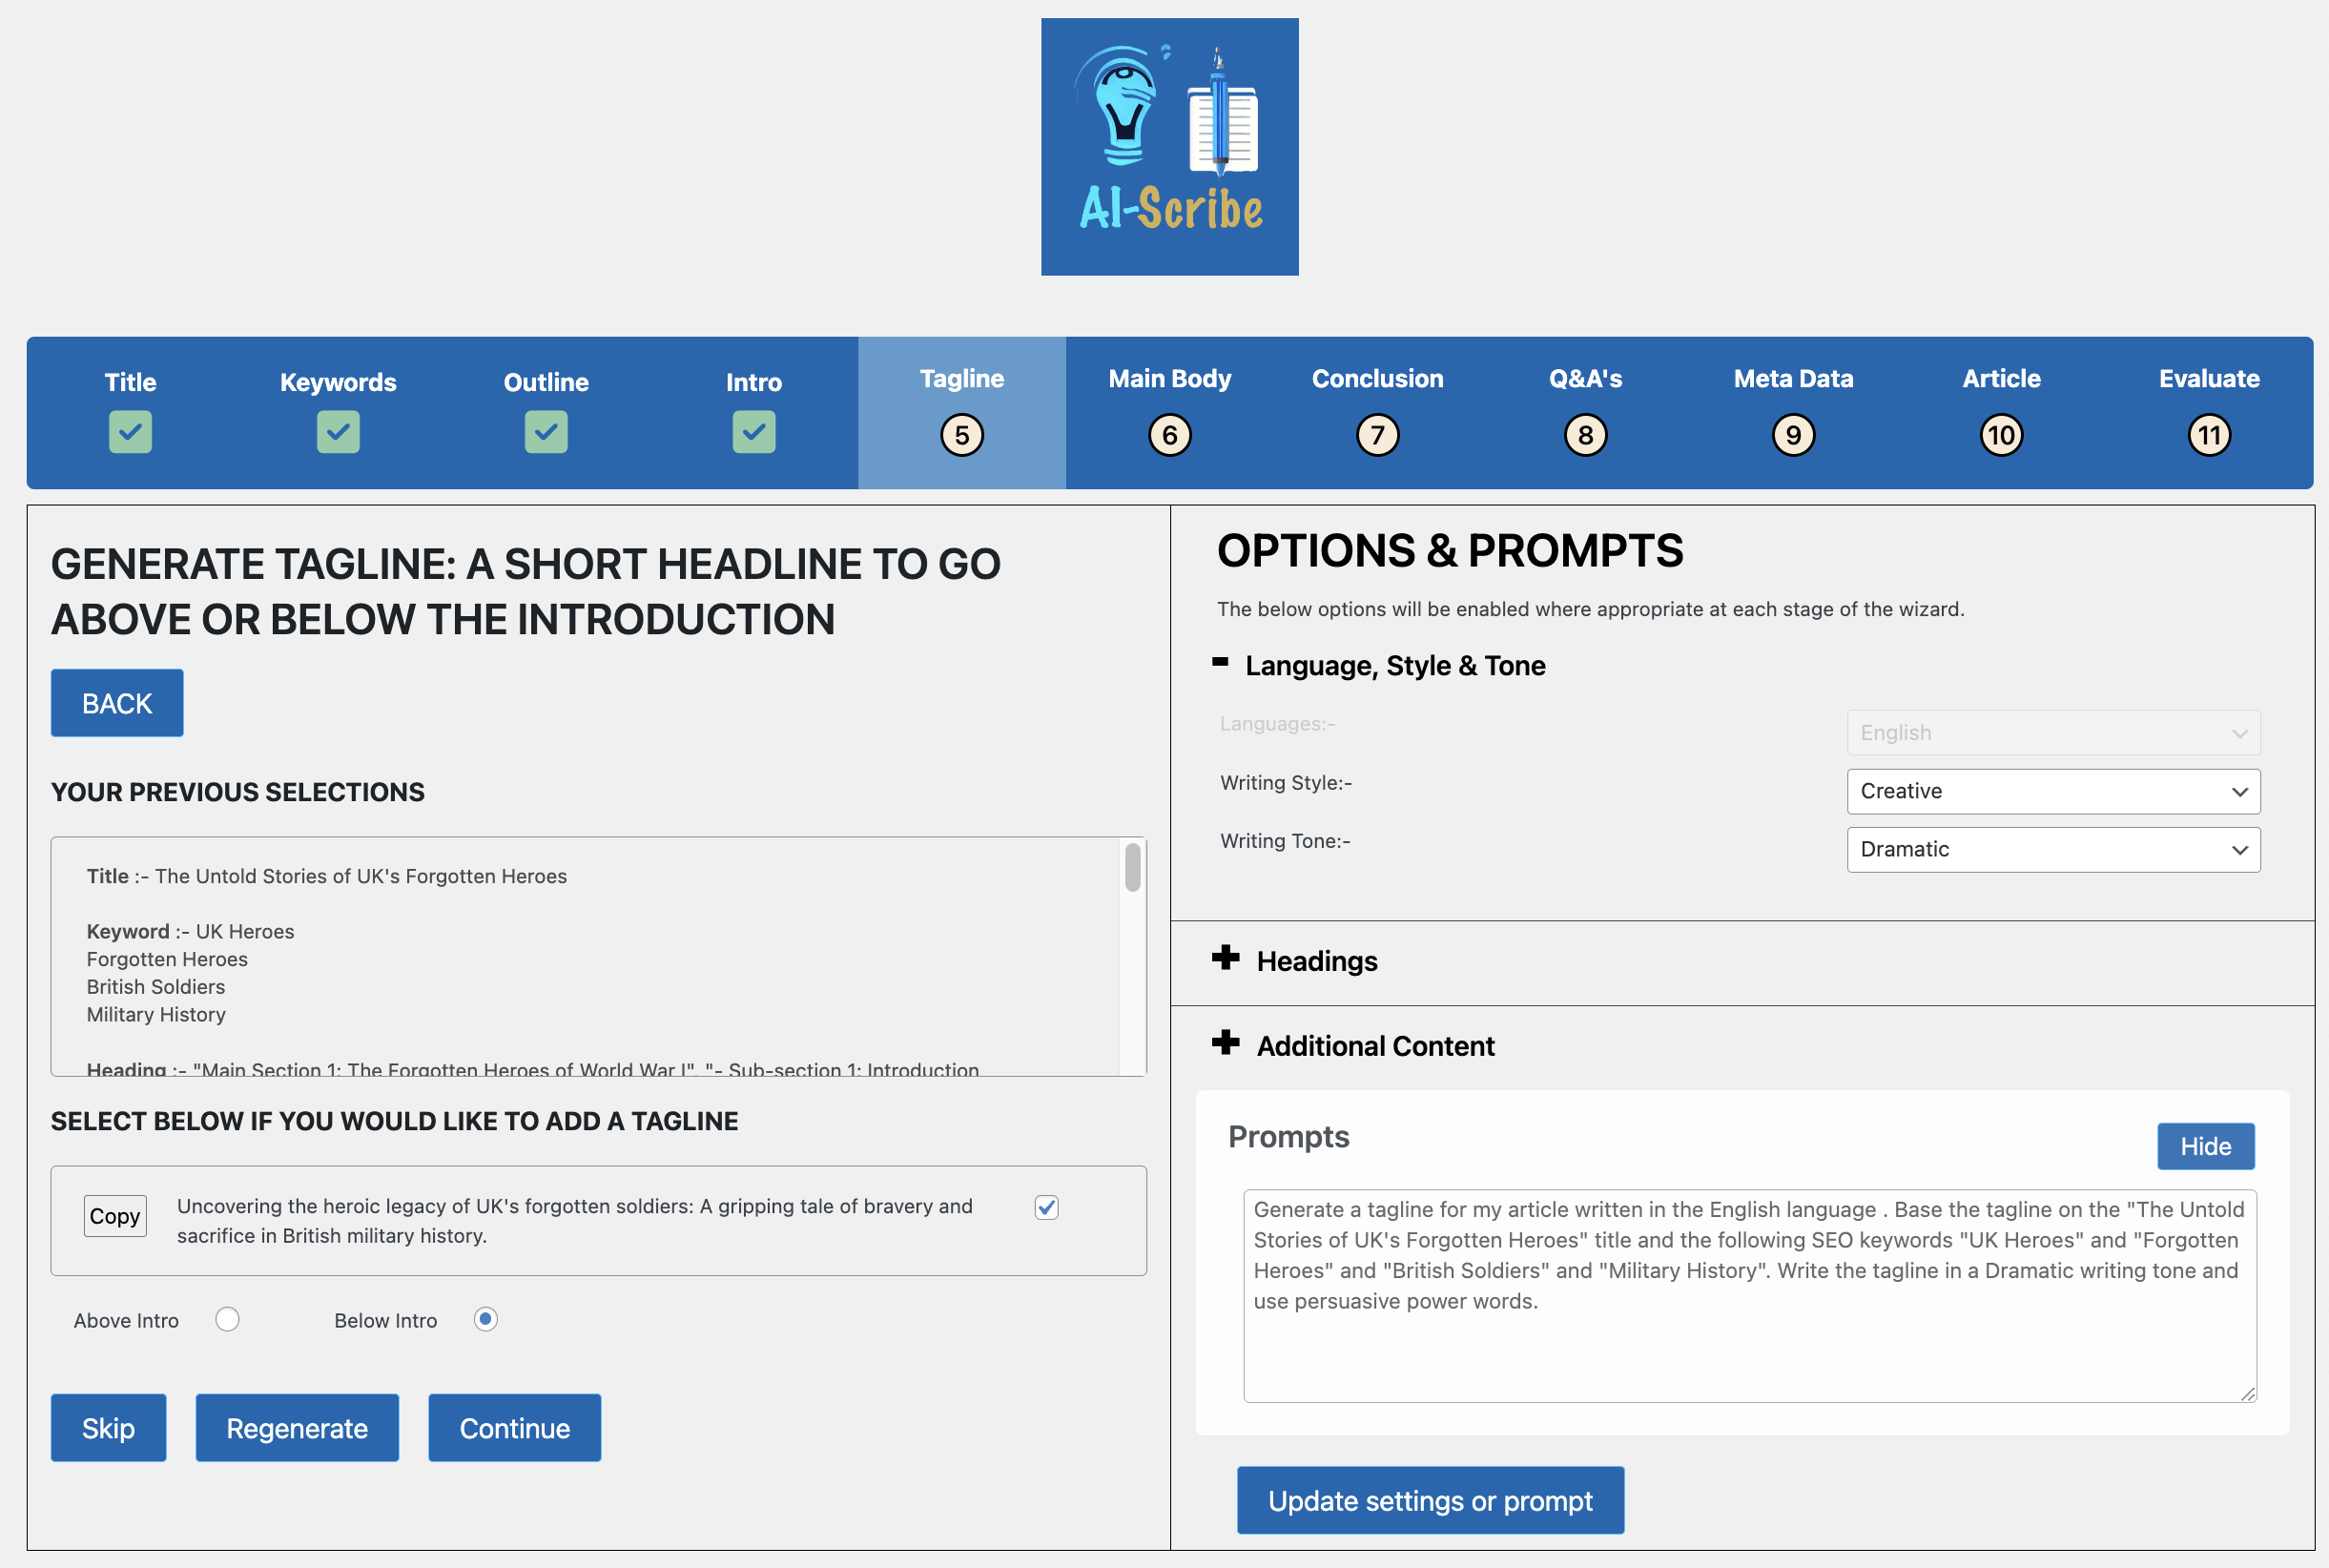 AI-Scribe
Title
Keywords
Outline
Intro
Tagline
5
Main Body
6
Conclusion
7
Q&A's
8
Meta Data
9
Article
10
Evaluate
11
GENERATE TAGLINE: A SHORT HEADLINE TO GO
ABOVE OR BELOW THE INTRODUCTION
BACK
YOUR PREVIOUS SELECTIONS
Title :- The Untold Stories of UK's Forgotten Heroes
Keyword :- UK Heroes
Forgotten Heroes
British Soldiers
Military History
Heading :- "Main Section 1: The Forgotten Heroes of World War I", "- Sub-section 1: Introduction
SELECT BELOW IF YOU WOULD LIKE TO ADD A TAGLINE
Copy
Uncovering the heroic legacy of UK's forgotten soldiers: A gripping tale of bravery and
sacrifice in British military history.
Above Intro
Below Intro
Skip
Regenerate
Continue
OPTIONS & PROMPTS
The below options will be enabled where appropriate at each stage of the wizard.
Language, Style & Tone
Languages:-
English
Writing Style:-
Creative
Writing Tone:-
Dramatic
Headings
Additional Content
Prompts
Hide
Generate a tagline for my article written in the English language . Base the tagline on the "The Untold
Stories of UK's Forgotten Heroes" title and the following SEO keywords "UK Heroes" and "Forgotten
Heroes" and "British Soldiers" and "Military History". Write the tagline in a Dramatic writing tone and
use persuasive power words.
Update settings or prompt